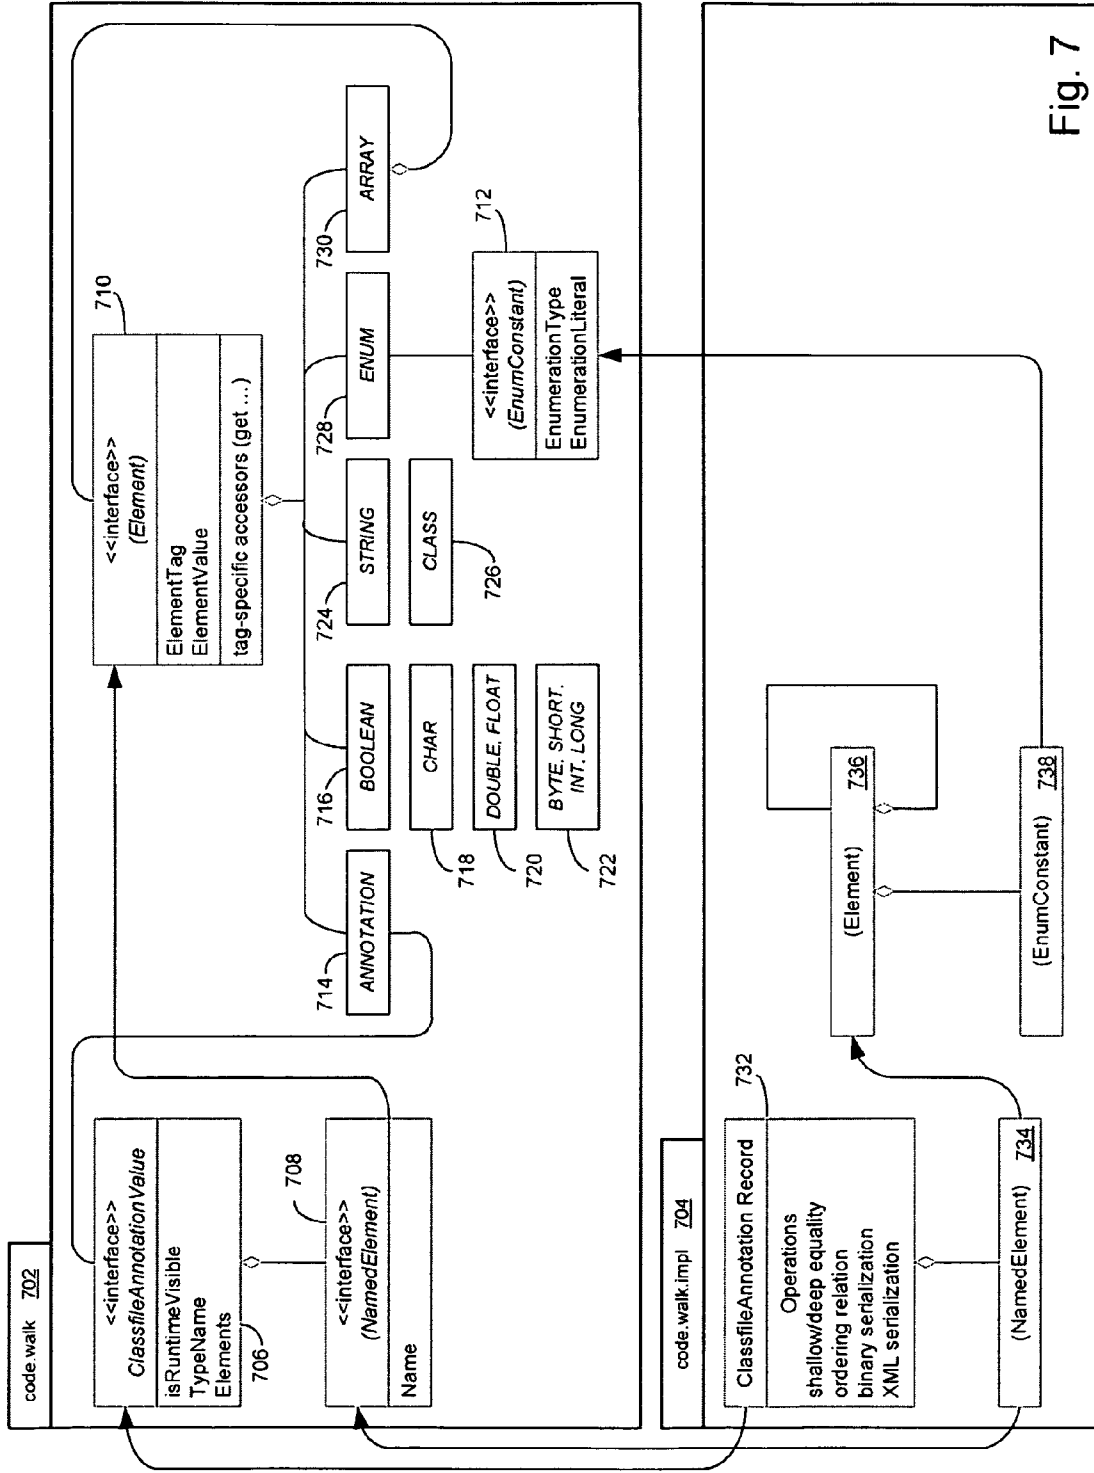 code.walk 702
<<interface>>
ClassfileAnnotationValue
isRuntimeVisible
TypeName
Elements
706
708
<<interface>>
(NamedElement)
Name
710
<<interface>>
(Element)
ElementTag
ElementValue
tag-specific accessors (get ...)
714
ANNOTATION
716
BOOLEAN
CHAR
718
DOUBLE, FLOAT
720
BYTE, SHORT,
INT, LONG
722
724
STRING
CLASS
726
728
ENUM
730
ARRAY
712
<<interface>>
(EnumConstant)
EnumerationType
EnumerationLiteral
code.walk.impl 704
732
ClassfileAnnotation Record
Operations
shallow/deep equality
ordering relation
binary serialization
XML serialization
(NamedElement) 734
(Element) 736
(EnumConstant) 738
Fig. 7